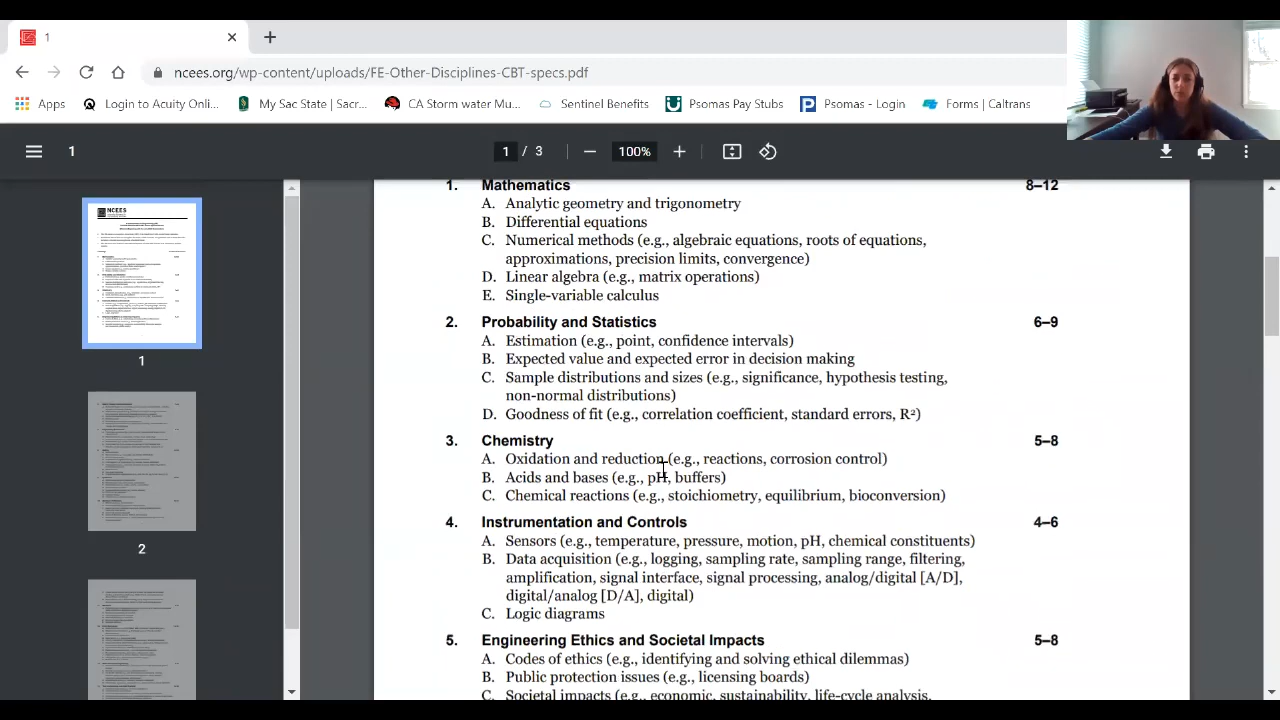 1
ncees.org/wp-content/uploads/FE-Other-Disciplines-CBT-specs.pdf
Apps Login to Acuity Onli... My Sac State | Sacr... CA Stormwater Mu... Sentinel Benefits Psomas Pay Stubs Psomas - Login Forms | Caltrans
1 1 / 3 100%
NCEES
1
2
1. Mathematics 8–12
A. Analytic geometry and trigonometry
B. Differential equations
C. Numerical methods (e.g., algebraic equations, roots of equations,
approximations, precision limits, convergence)
D. Linear algebra (e.g., matrix operations)
E. Single-variable calculus
2. Probability and Statistics 6–9
A. Estimation (e.g., point, confidence intervals)
B. Expected value and expected error in decision making
C. Sample distributions and sizes (e.g., significance, hypothesis testing,
non-normal distributions)
D. Goodness of fit (e.g., correlation coefficient, standard errors, R²)
3. Chemistry 5–8
A. Oxidation and reduction (e.g., reactions, corrosion control)
B. Acids and bases (e.g., pH, buffers)
C. Chemical reactions (e.g., stoichiometry, equilibrium, bioconversion)
4. Instrumentation and Controls 4–6
A. Sensors (e.g., temperature, pressure, motion, pH, chemical constituents)
B. Data acquisition (e.g., logging, sampling rate, sampling range, filtering,
amplification, signal interface, signal processing, analog/digital [A/D],
digital/analog [D/A], digital)
C. Logic diagrams
5. Engineering Ethics and Societal Impacts 5–8
A. Codes of ethics (e.g., identifying and solving ethical dilemmas)
B. Public protection issues (e.g., licensing boards)
C. Societal impacts (e.g., economic, sustainability, life-cycle analysis,